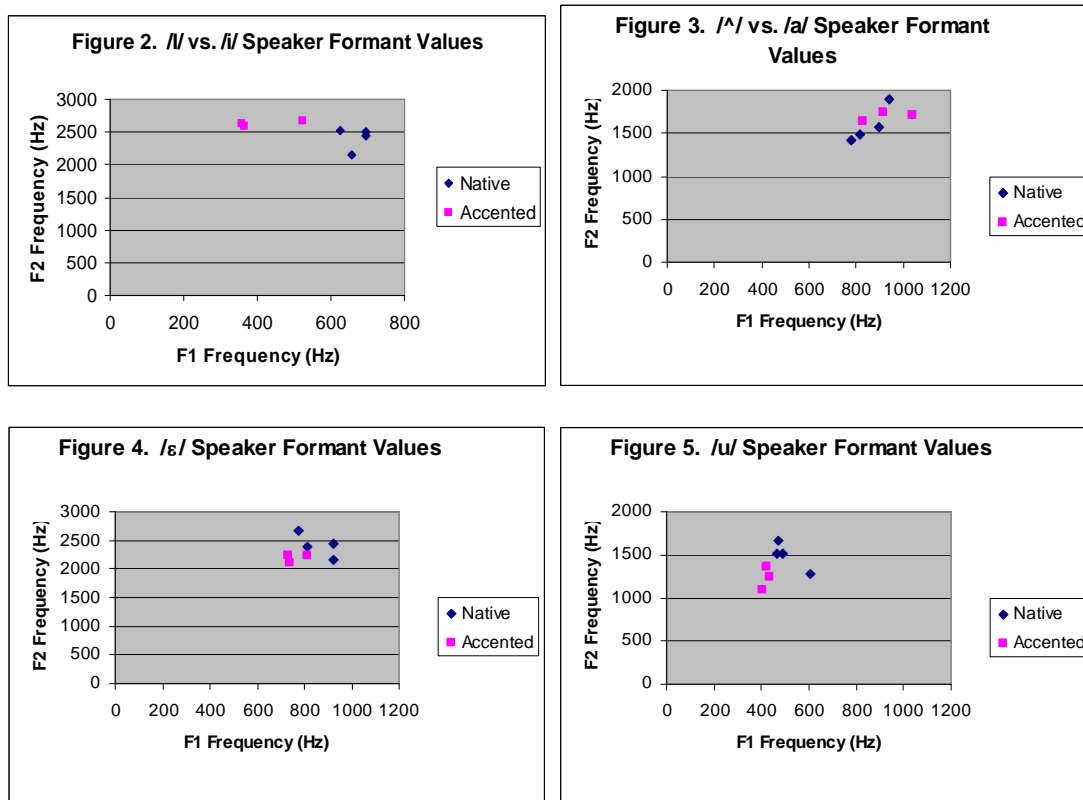 Figure 2. /I/ vs. /i/ Speaker Formant Values
3000
2500
2000
1500
1000
500
0
F2 Frequency (Hz)
0 200 400 600 800
F1 Frequency (Hz)
Native
Accented
Figure 3. /^/ vs. /a/ Speaker Formant
Values
2000
1500
1000
500
0
F2 Frequency (Hz)
0 200 400 600 800 1000 1200
F1 Frequency (Hz)
Native
Accented
Figure 4. /ε/ Speaker Formant Values
3000
2500
2000
1500
1000
500
0
F2 Frequency (Hz)
0 200 400 600 800 1000 1200
F1 Frequency (Hz)
Native
Accented
Figure 5. /u/ Speaker Formant Values
2000
1500
1000
500
0
F2 Frequency (Hz)
0 200 400 600 800 1000 1200
F1 Frequency (Hz)
Native
Accented